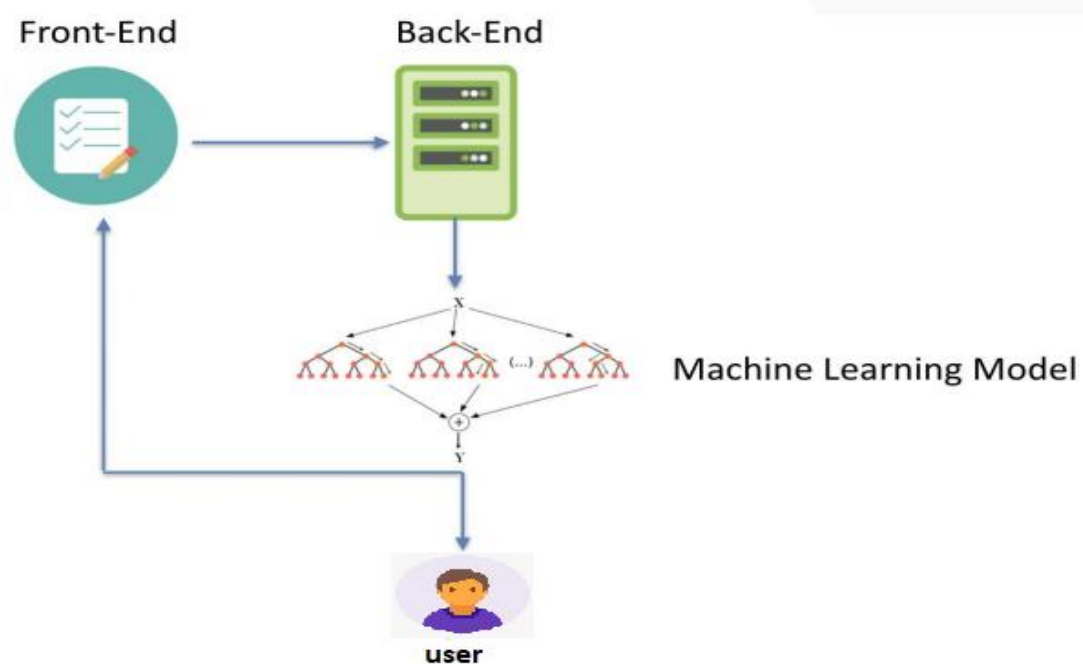 Front-End
Back-End
X
(...)
Machine Learning Model
+
Y
user